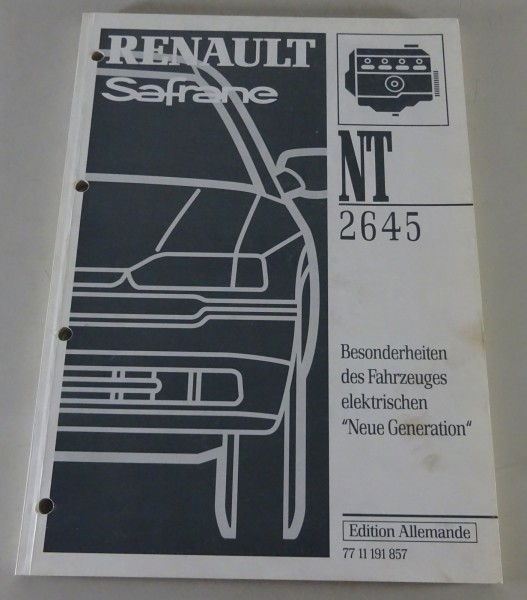 RENAULT
Safrane
NT
2645
Besonderheiten
des Fahrzeuges
elektrischen
"Neue Generation"
Edition Allemande
77 11 191 857